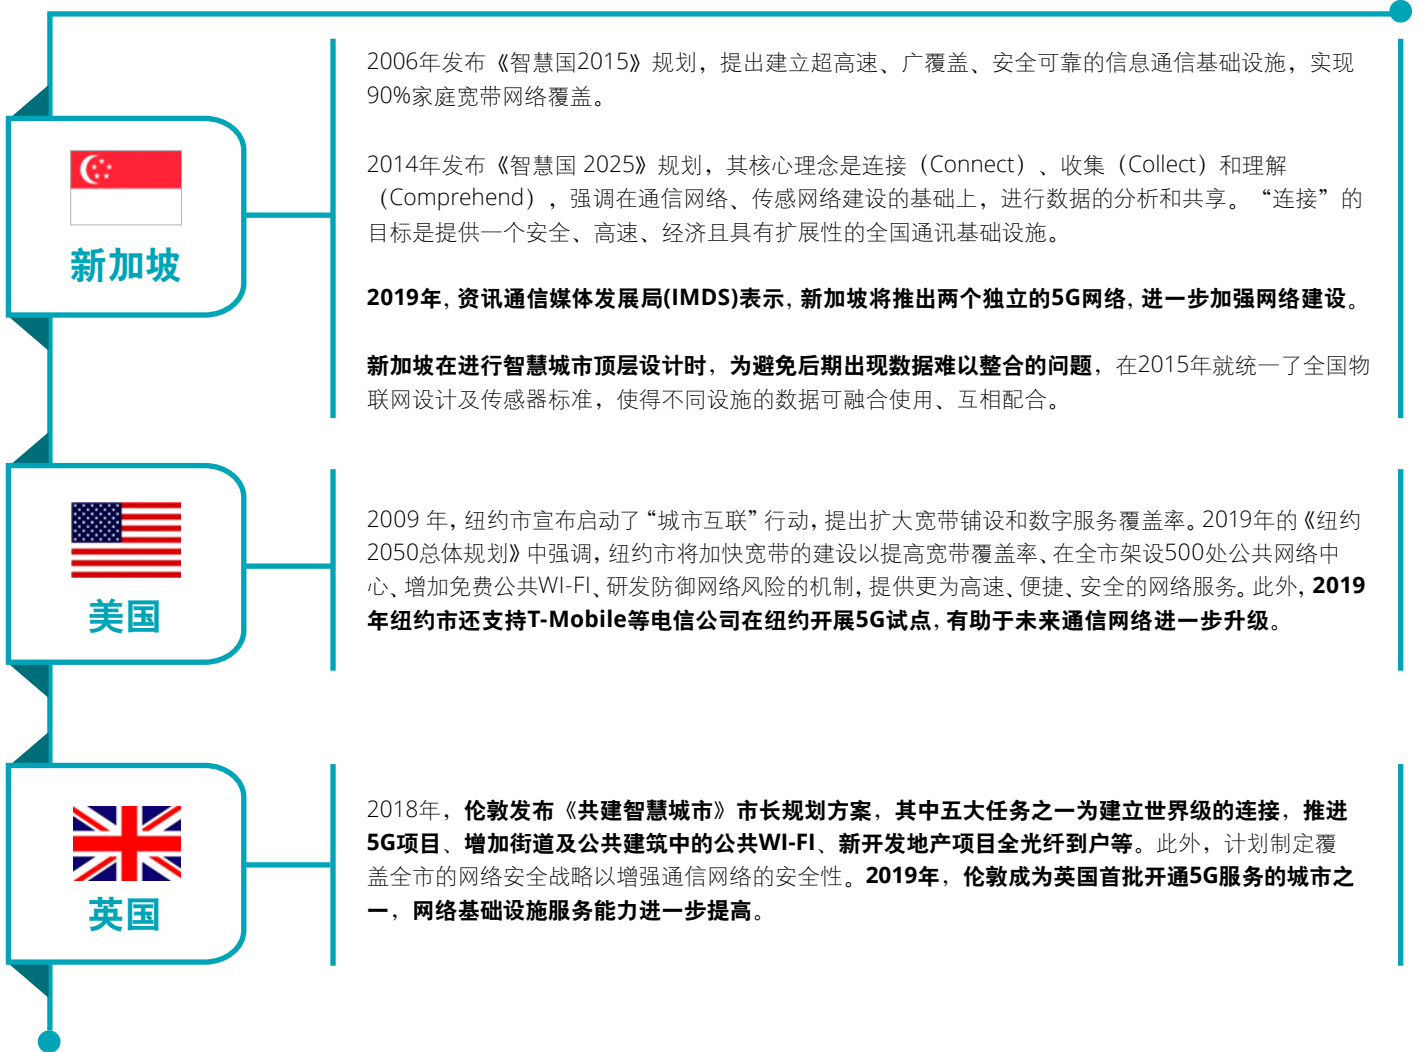 2006年发布《智慧国2015》规划，提出建立超高速、广覆盖、安全可靠的信息通信基础设施，实现
90%家庭宽带网络覆盖。
2014年发布《智慧国 2025》规划，其核心理念是连接（Connect）、收集（Collect）和理解
（Comprehend），强调在通信网络、传感网络建设的基础上，进行数据的分析和共享。“连接”的
目标是提供一个安全、高速、经济且具有扩展性的全国通讯基础设施。
新加坡
2019年，资讯通信媒体发展局(IMDS)表示，新加坡将推出两个独立的5G网络，进一步加强网络建设。
新加坡在进行智慧城市顶层设计时，为避免后期出现数据难以整合的问题，在2015年就统一了全国物
联网设计及传感器标准，使得不同设施的数据可融合使用、互相配合。
2009 年，纽约市宣布启动了“城市互联”行动，提出扩大宽带铺设和数字服务覆盖率。2019年的《纽约
2050总体规划》中强调，纽约市将加快宽带的建设以提高宽带覆盖率、在全市架设500处公共网络中
心、增加免费公共WI-FI、研发防御网络风险的机制，提供更为高速、便捷、安全的网络服务。此外，2019
年纽约市还支持T-Mobile等电信公司在纽约开展5G试点，有助于未来通信网络进一步升级。
美国
2018年，伦敦发布《共建智慧城市》市长规划方案，其中五大任务之一为建立世界级的连接，推进
5G项目、增加街道及公共建筑中的公共WI-FI、新开发地产项目全光纤到户等。此外，计划制定覆
盖全市的网络安全战略以增强通信网络的安全性。2019年，伦敦成为英国首批开通5G服务的城市之
一，网络基础设施服务能力进一步提高。
英国